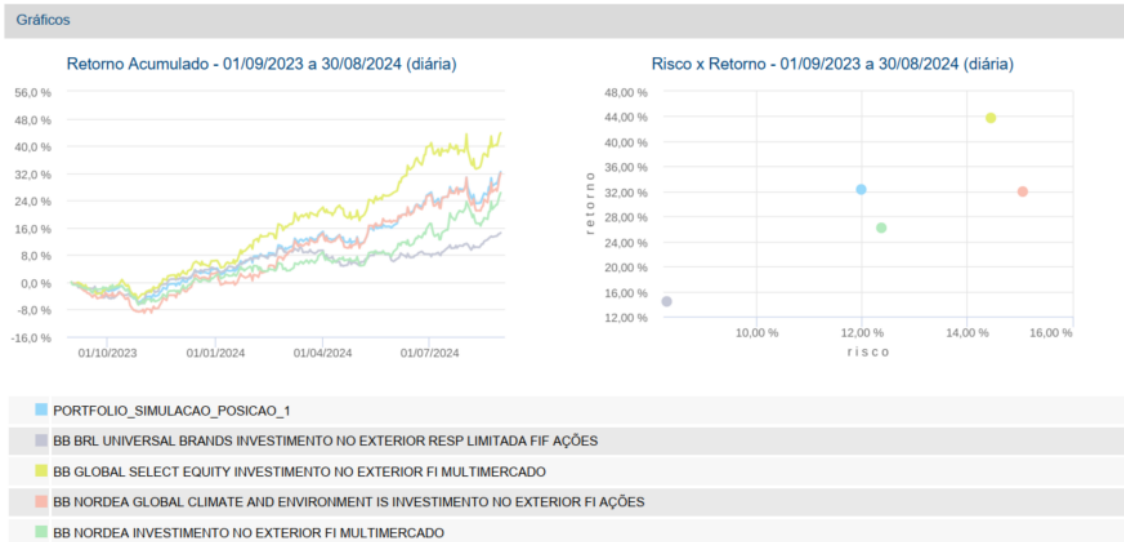 Gráficos
Retorno Acumulado - 01/09/2023 a 30/08/2024 (diária)
56,0 %
48,0 %
40,0 %
32,0 %
24,0 %
16,0 %
8,0 %
0,0 %
-8,0 %
-16,0 %
01/10/2023
01/01/2024
01/04/2024
01/07/2024
Risco x Retorno - 01/09/2023 a 30/08/2024 (diária)
retorno
48,00 %
44,00 %
40,00 %
36,00 %
32,00 %
28,00 %
24,00 %
20,00 %
16,00 %
12,00 %
10,00 %
12,00 %
14,00 %
16,00 %
risco
PORTFOLIO_SIMULACAO_POSICAO_1
BB BRL UNIVERSAL BRANDS INVESTIMENTO NO EXTERIOR RESP LIMITADA FIF AÇÕES
BB GLOBAL SELECT EQUITY INVESTIMENTO NO EXTERIOR FI MULTIMERCADO
BB NORDEA GLOBAL CLIMATE AND ENVIRONMENT IS INVESTIMENTO NO EXTERIOR FI AÇÕES
BB NORDEA INVESTIMENTO NO EXTERIOR FI MULTIMERCADO